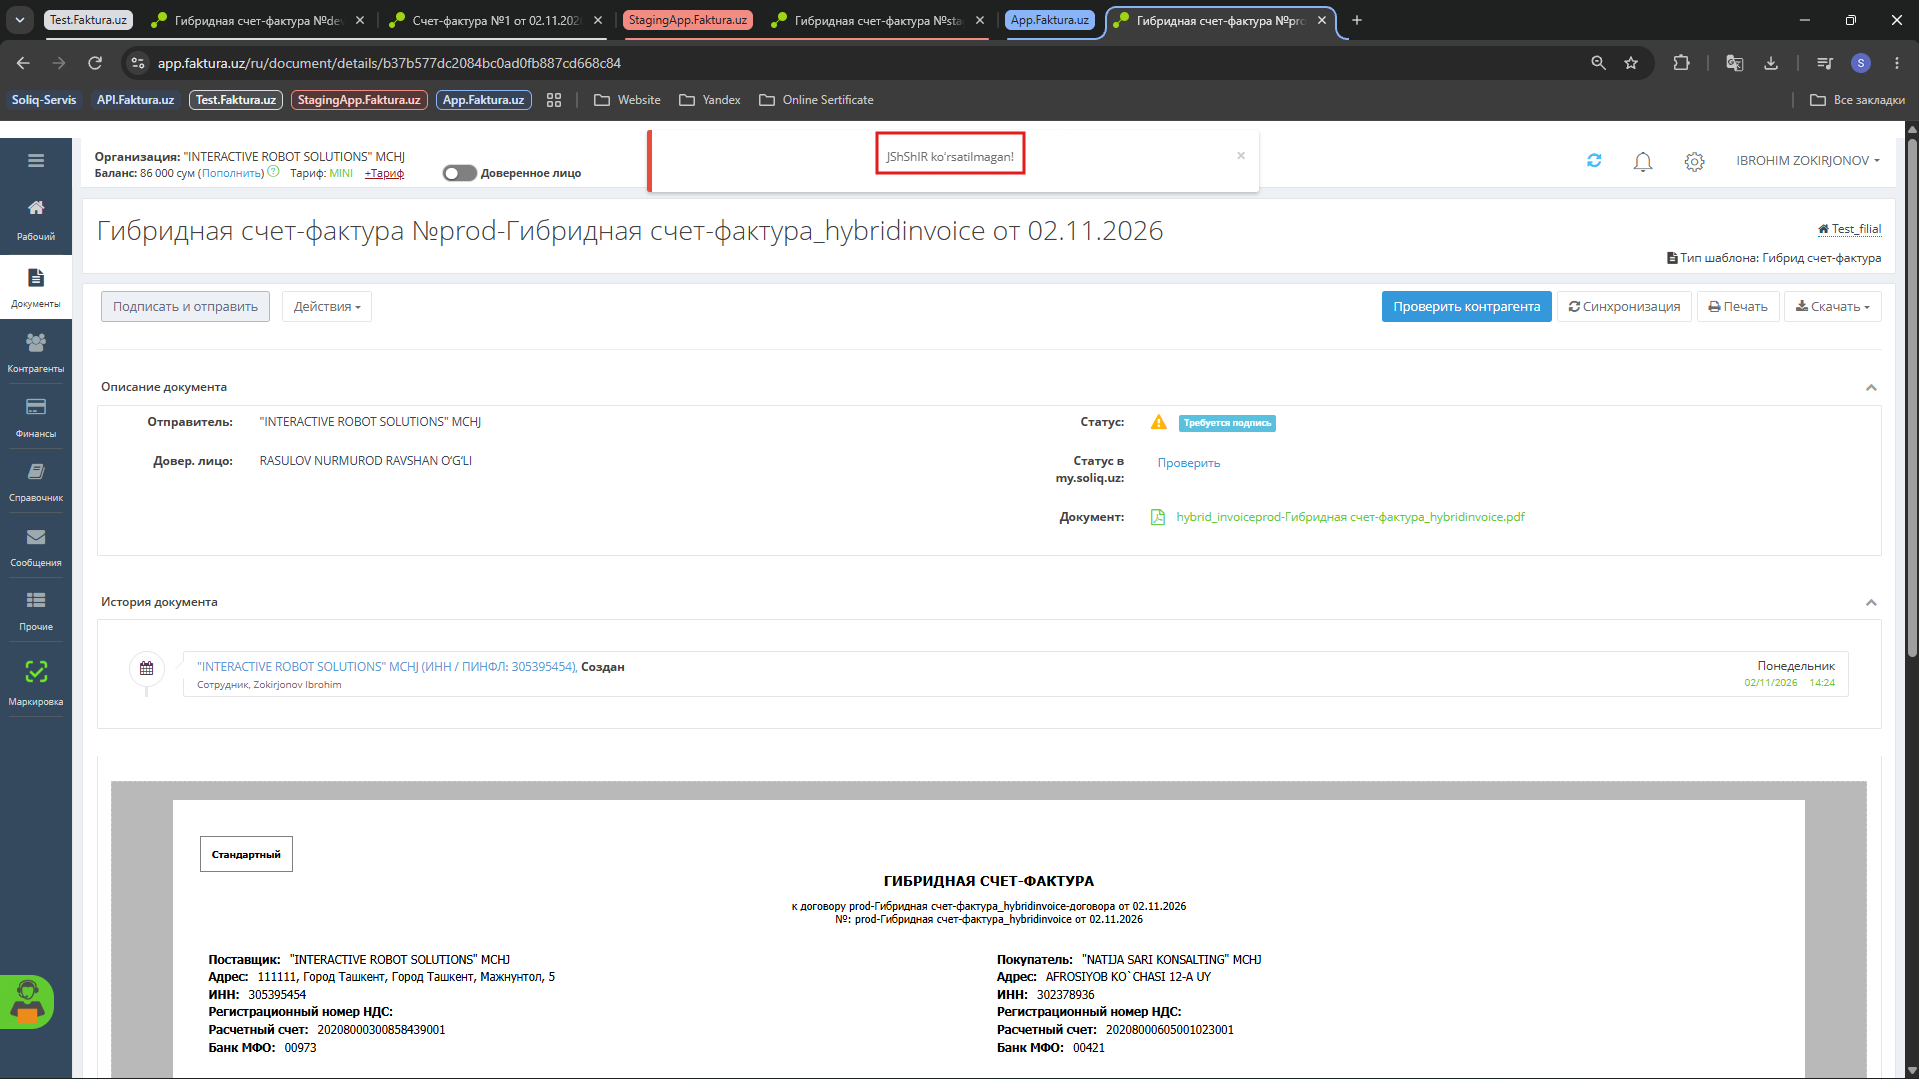 Test.Faktura.uz
Гибридная счет-фактура №dev
Счет-фактура №1 от 02.11.202
StagingApp.Faktura.uz
Гибридная счет-фактура №sta
App.Faktura.uz
Гибридная счет-фактура №pro
app.faktura.uz/ru/document/details/b37b577dc2084bc0ad0fb887cd668c84
S
Soliq-Servis
API.Faktura.uz
Test.Faktura.uz
StagingApp.Faktura.uz
App.Faktura.uz
Website
Yandex
Online Sertificate
Все закладки
Организация: "INTERACTIVE ROBOT SOLUTIONS" MCHJ
Баланс: 86 000 сум (Пополнить) Тариф: MINI +Тариф
Доверенное лицо
JShShIR ko'rsatilmagan!
IBROHIM ZOKIRJONOV
Рабочий
Документы
Контрагенты
Финансы
Справочник
Сообщения
Прочие
Маркировка
Гибридная счет-фактура №prod-Гибридная счет-фактура_hybridinvoice от 02.11.2026
Test_filial
Тип шаблона: Гибрид счет-фактура
Подписать и отправить
Действия
Проверить контрагента
Синхронизация
Печать
Скачать
Описание документа
Отправитель: "INTERACTIVE ROBOT SOLUTIONS" MCHJ
Довер. лицо: RASULOV NURMUROD RAVSHAN O‘G‘LI
Статус: Требуется подпись
Статус в my.soliq.uz: Проверить
Документ: hybrid_invoiceprod-Гибридная счет-фактура_hybridinvoice.pdf
История документа
"INTERACTIVE ROBOT SOLUTIONS" MCHJ (ИНН / ПИНФЛ: 305395454), Создан
Сотрудник, Zokirjonov Ibrohim
Понедельник
02/11/2026 14:24
Стандартный
ГИБРИДНАЯ СЧЕТ-ФАКТУРА
к договору prod-Гибридная счет-фактура_hybridinvoice-договора от 02.11.2026
№: prod-Гибридная счет-фактура_hybridinvoice от 02.11.2026
Поставщик: "INTERACTIVE ROBOT SOLUTIONS" MCHJ
Адрес: 111111, Город Ташкент, Город Ташкент, Мажнунтол, 5
ИНН: 305395454
Регистрационный номер НДС:
Расчетный счет: 20208000300858439001
Банк МФО: 00973
Покупатель: "NATIJA SARI KONSALTING" MCHJ
Адрес: AFROSIYOB KO`CHASI 12-A UY
ИНН: 302378936
Регистрационный номер НДС:
Расчетный счет: 20208000605001023001
Банк МФО: 00421